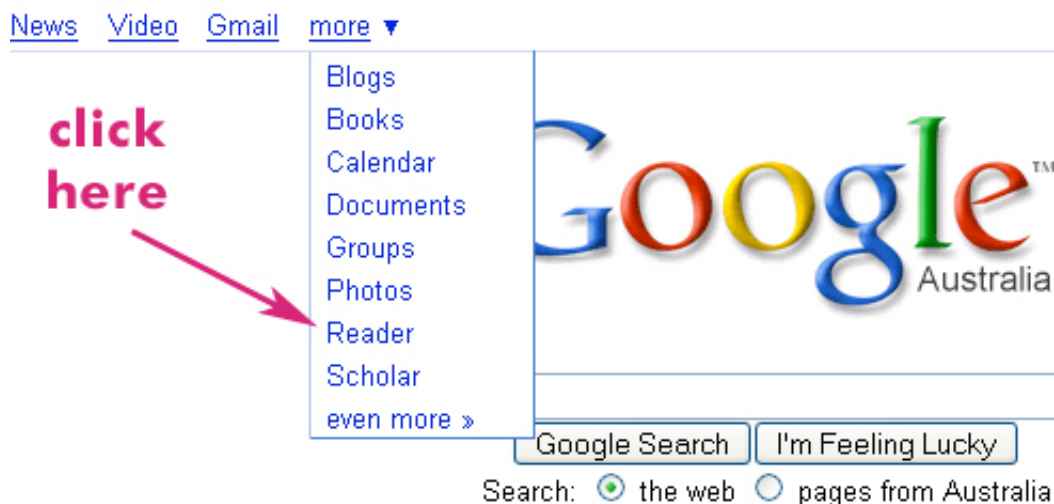 News Video Gmail more ▼
click
here
Blogs
Books
Calendar
Documents
Groups
Photos
Reader
Scholar
even more »
Google™
Australia
Google Search I'm Feeling Lucky
Search: the web pages from Australia